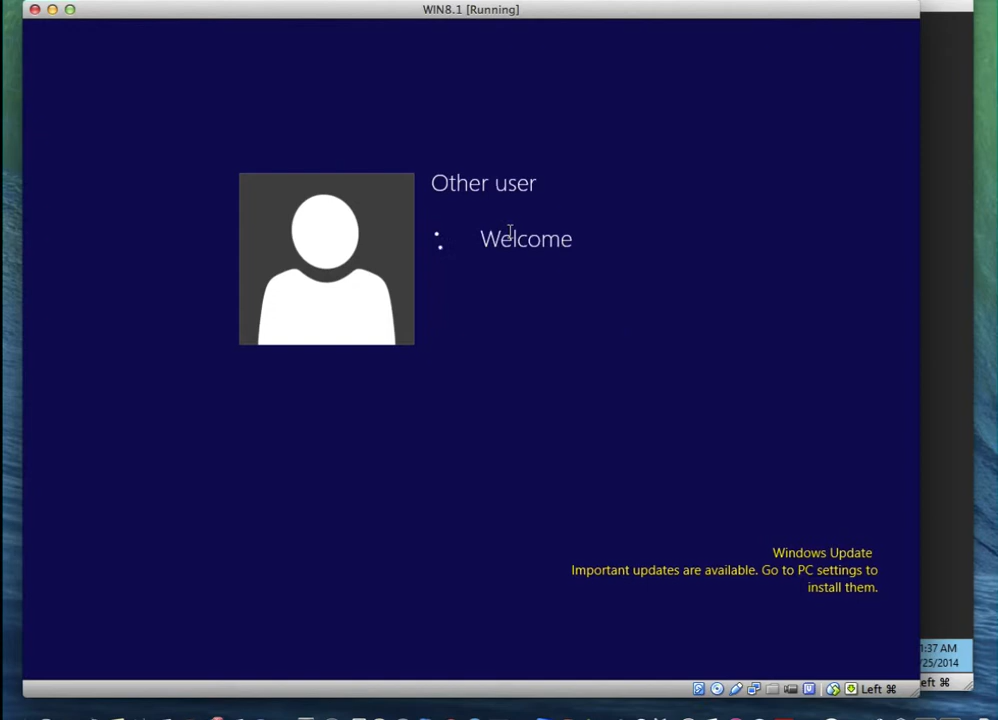 WIN8.1 [Running]
Other user
Welcome
Windows Update
Important updates are available. Go to PC settings to
install them.
:37 AM
/25/2014
Left ⌘
eft ⌘